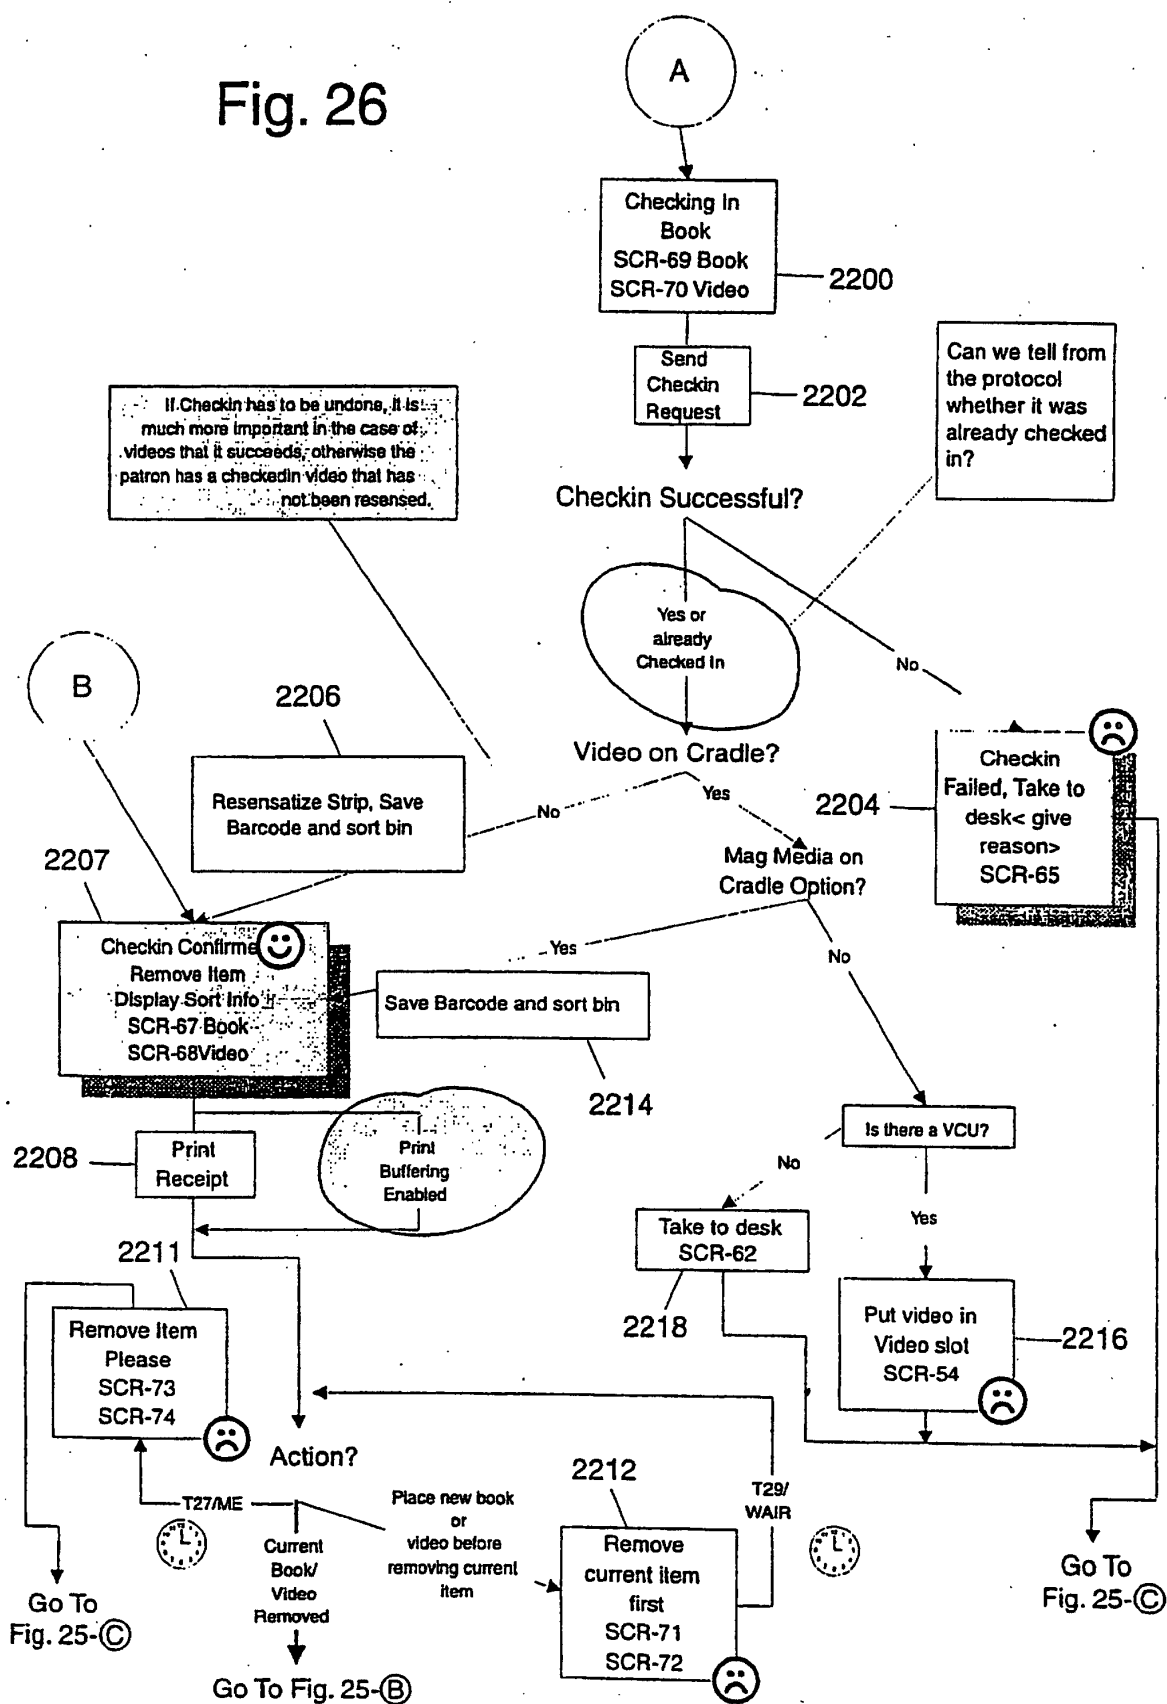 Fig. 26
A
Checking In
Book
SCR-69 Book
SCR-70 Video
2200
Send
Checkin
Request
2202
Can we tell from
the protocol
whether it was
already checked
in?
If Checkin has to be undone, it is
much more important in the case of
videos that it succeeds, otherwise the
patron has a checkedin video that has
not been resensed.
Checkin Successful?
Yes or
already
Checked In
No
B
2206
Resensatize Strip, Save
Barcode and sort bin
Video on Cradle?
No
Yes
2204
Checkin
Failed, Take to
desk< give
reason>
SCR-65
Mag Media on
Cradle Option?
Yes
No
2207
Checkin Confirme
Remove Item
Display Sort Info
SCR-67 Book
SCR-68Video
Save Barcode and sort bin
2214
Is there a VCU?
No
Yes
2208
Print
Receipt
Print
Buffering
Enabled
Take to desk
SCR-62
2218
Put video in
Video slot
SCR-54
2216
2211
Remove Item
Please
SCR-73
SCR-74
Action?
T27/ME
Current
Book/
Video
Removed
Place new book
or
video before
removing current
item
2212
Remove
current item
first
SCR-71
SCR-72
T29/
WAIR
Go To
Fig. 25-C
Go To Fig. 25-B
Go To
Fig. 25-C